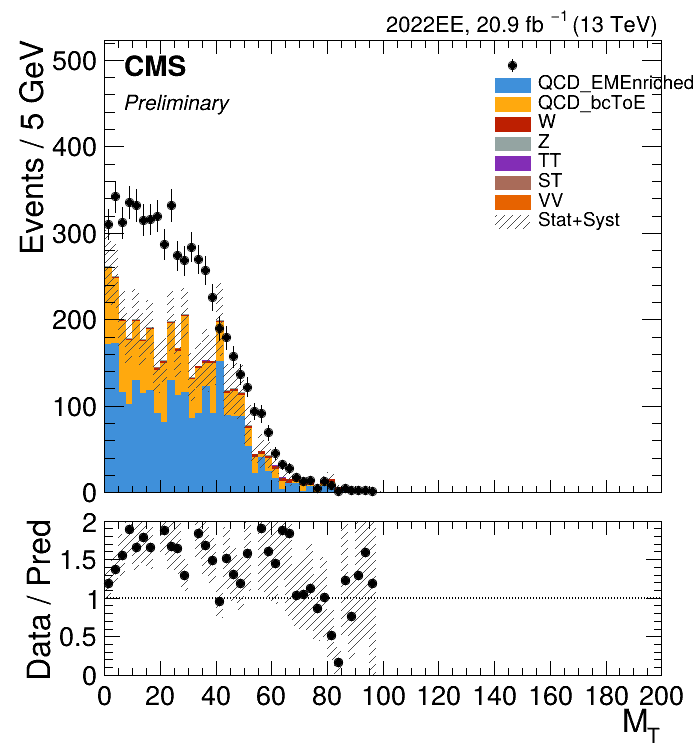 2022EE, 20.9 fb⁻¹ (13 TeV)
Events / 5 GeV
500
400
300
200
100
0
CMS
Preliminary
QCD_EMEnriched
QCD_bcToE
W
Z
TT
ST
VV
Stat+Syst
Data / Pred
2
1.5
1
0.5
0
0 20 40 60 80 100 120 140 160 180 200
M_T